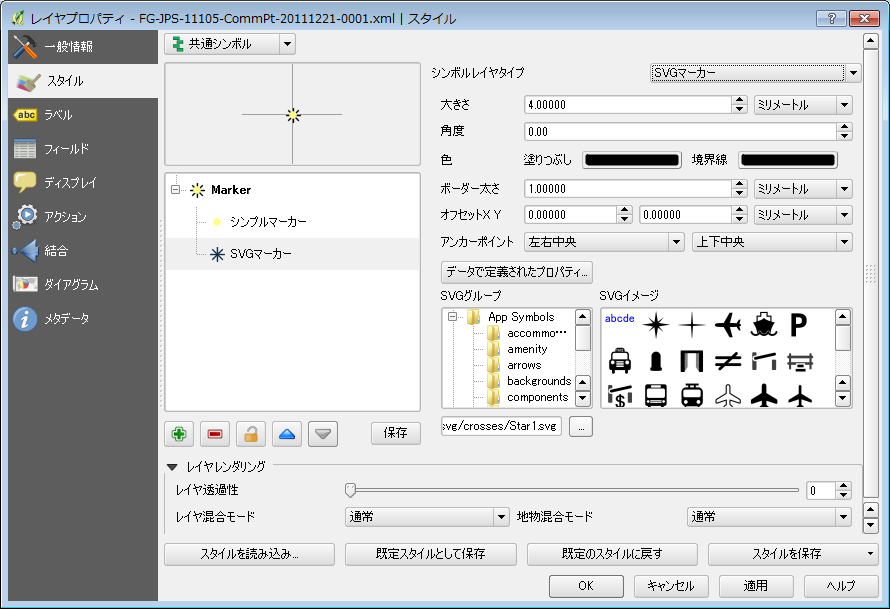 レイヤプロパティ - FG-JPS-11105-CommPt-20111221-0001.xml | スタイル
一般情報
スタイル
abc ラベル
フィールド
ディスプレイ
アクション
結合
ダイアグラム
メタデータ
共通シンボル
Marker
シンプルマーカー
SVGマーカー
保存
シンボルレイヤタイプ SVGマーカー
大きさ 4.00000 ミリメートル
角度 0.00
色 塗りつぶし 境界線
ボーダー太さ 1.00000 ミリメートル
オフセットX Y 0.00000 0.00000 ミリメートル
アンカーポイント 左右中央 上下中央
データで定義されたプロパティ...
SVGグループ SVGイメージ
App Symbols
accommo…
amenity
arrows
backgrounds
components
abcde
P
$
svg/crosses/Star1.svg ...
レイヤレンダリング
レイヤ透過性 0
レイヤ混合モード 通常 地物混合モード 通常
スタイルを読み込み... 既定スタイルとして保存 既定のスタイルに戻す スタイルを保存
OK キャンセル 適用 ヘルプ